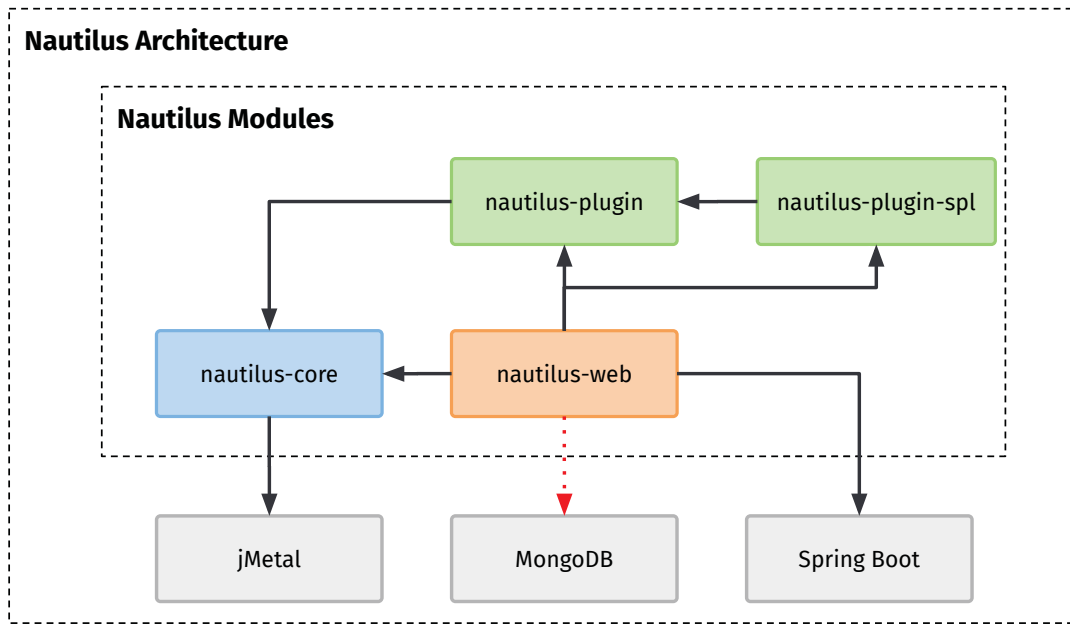 Nautilus Architecture
Nautilus Modules
nautilus-plugin
nautilus-plugin-spl
nautilus-core
nautilus-web
jMetal
MongoDB
Spring Boot